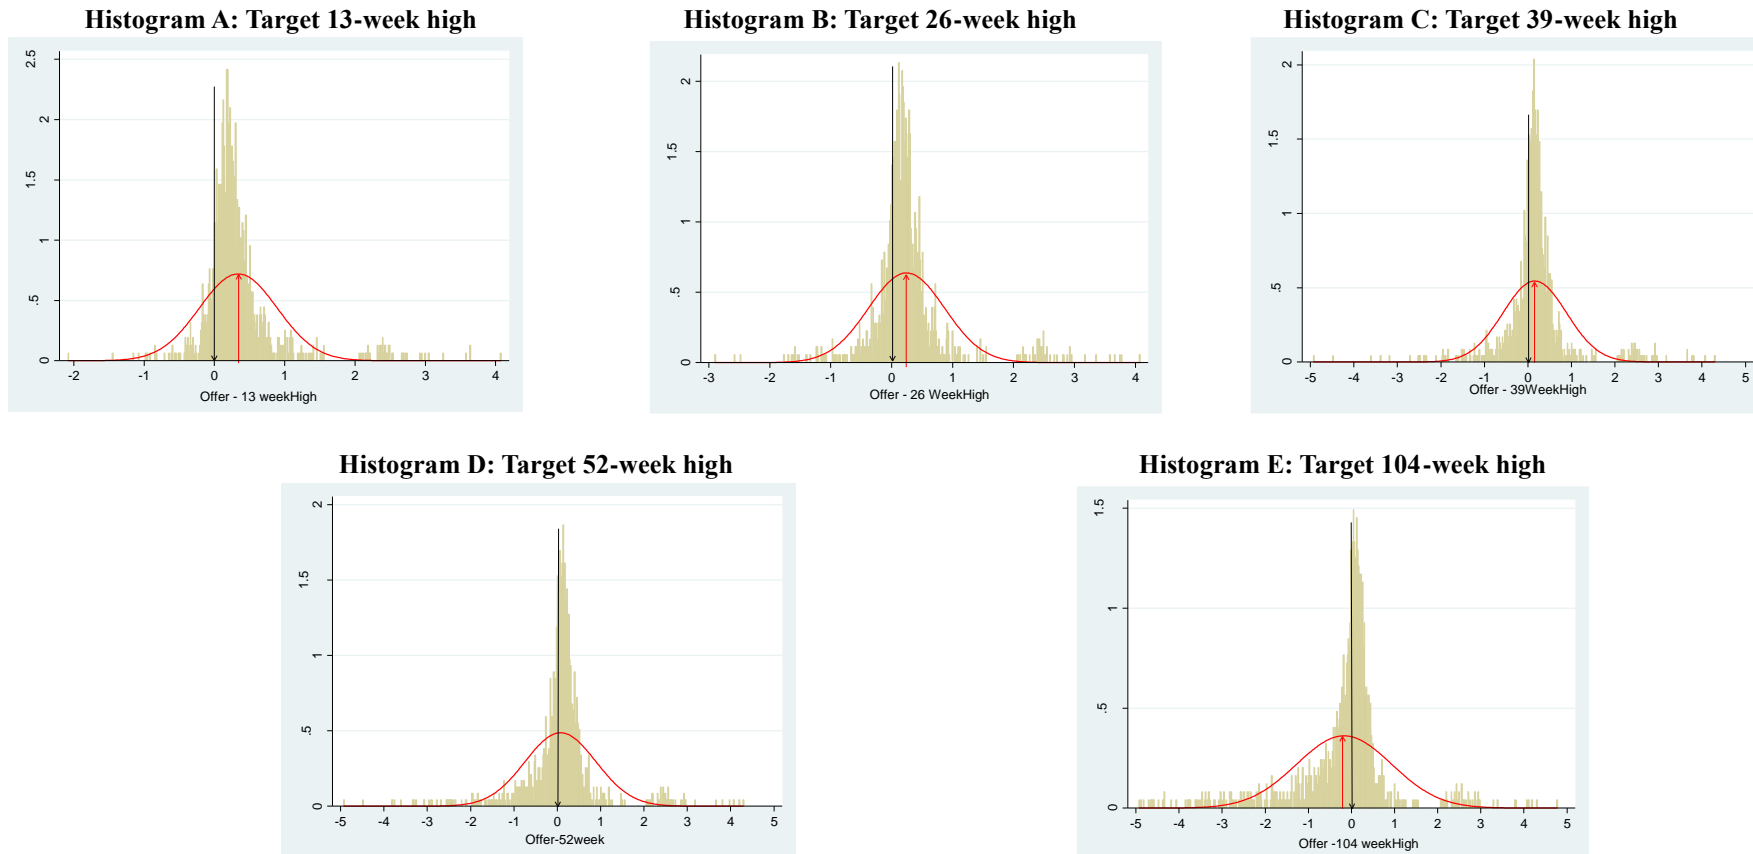 Histogram A: Target 13-week high
2.5
2
1.5
1
.5
0
-2 -1 0 1 2 3 4
Offer - 13 weekHigh
Histogram B: Target 26-week high
2
1.5
1
.5
0
-3 -2 -1 0 1 2 3 4
Offer - 26 WeekHigh
Histogram C: Target 39-week high
2
1.5
1
.5
0
-5 -4 -3 -2 -1 0 1 2 3 4 5
Offer - 39WeekHigh
Histogram D: Target 52-week high
2
1.5
1
.5
0
-5 -4 -3 -2 -1 0 1 2 3 4 5
Offer-52week
Histogram E: Target 104-week high
1.5
1
.5
0
-5 -4 -3 -2 -1 0 1 2 3 4 5
Offer -104 weekHigh